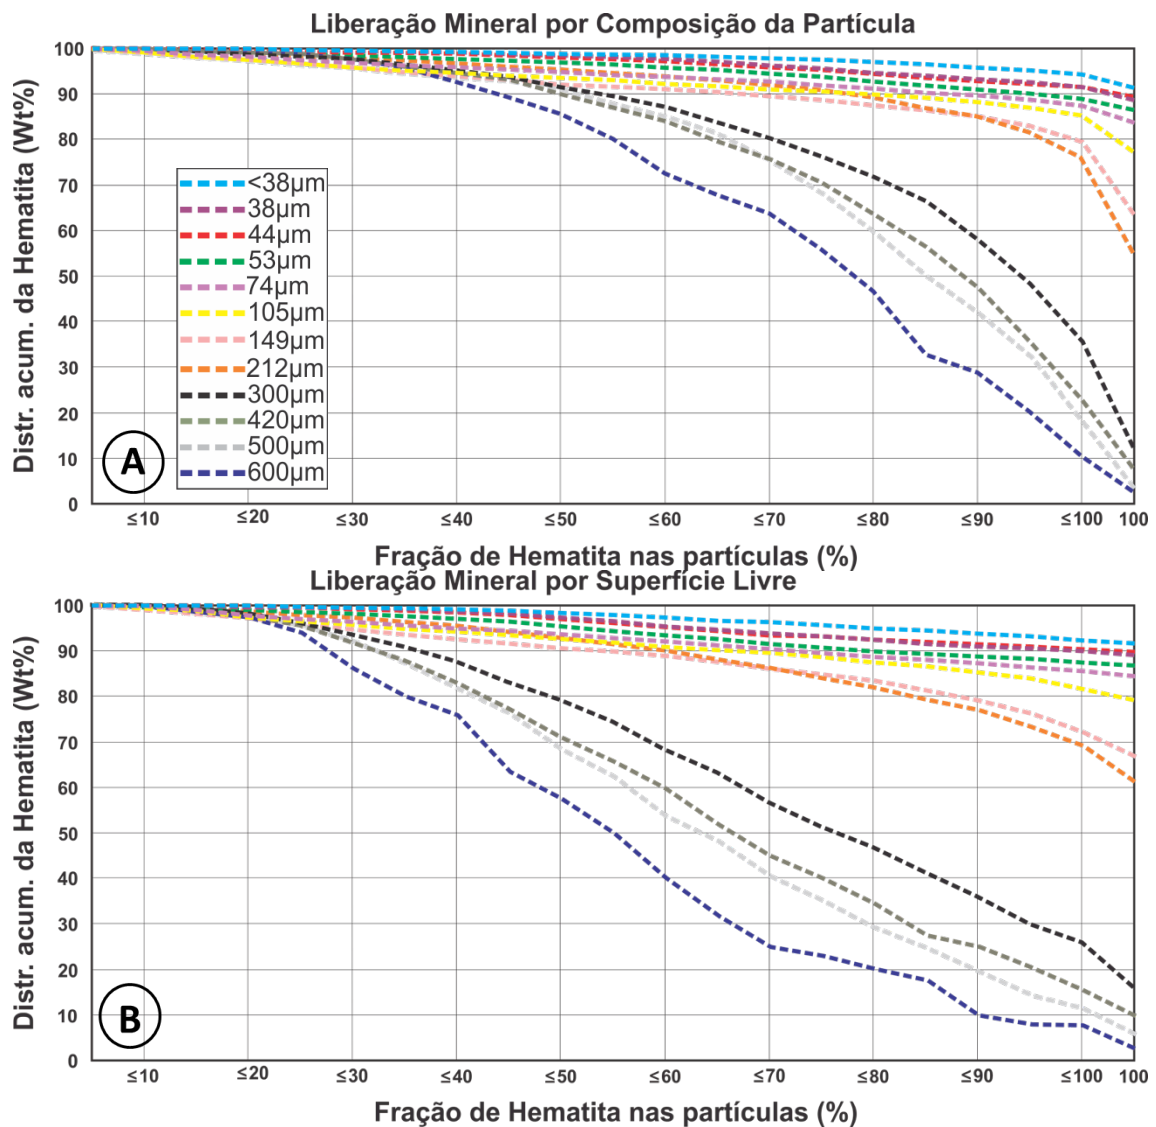 Liberação Mineral por Composição da Partícula
Distr. acum. da Hematita (Wt%)
100
90
80
70
60
50
40
30
20
10
0
<38µm
38µm
44µm
53µm
74µm
105µm
149µm
212µm
300µm
420µm
500µm
600µm
A
≤10 ≤20 ≤30 ≤40 ≤50 ≤60 ≤70 ≤80 ≤90 ≤100 100
Fração de Hematita nas partículas (%)
Liberação Mineral por Superfície Livre
Distr. acum. da Hematita (Wt%)
100
90
80
70
60
50
40
30
20
10
0
B
≤10 ≤20 ≤30 ≤40 ≤50 ≤60 ≤70 ≤80 ≤90 ≤100 100
Fração de Hematita nas partículas (%)